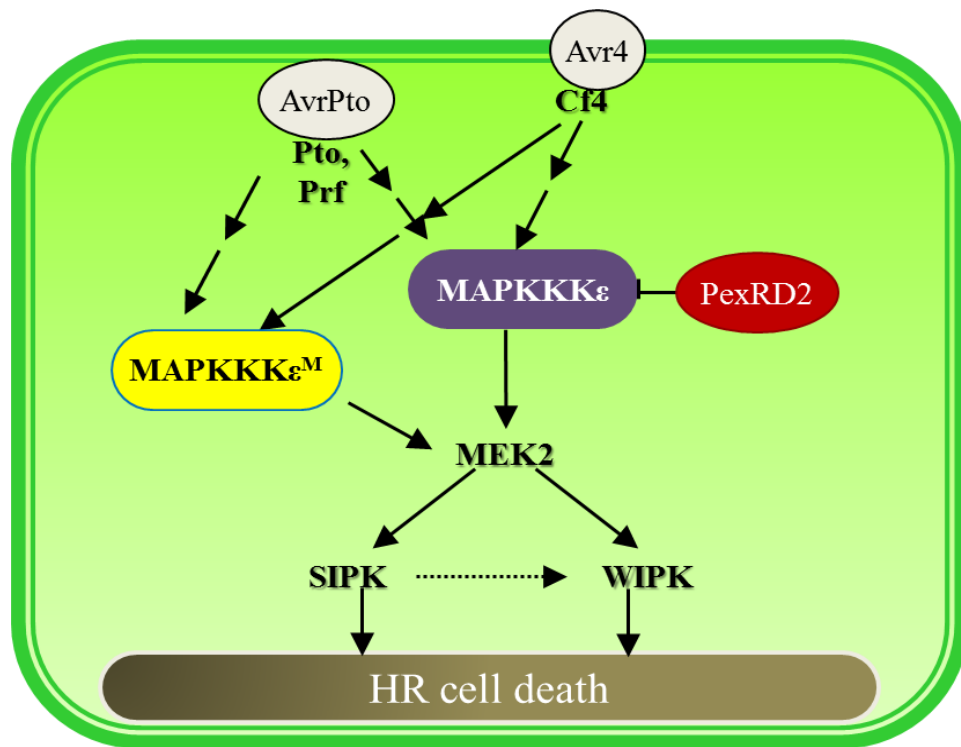 Avr4
Cf4
AvrPto
Pto,
Prf
MAPKKKε
PexRD2
MAPKKKεᴹ
MEK2
SIPK
WIPK
HR cell death